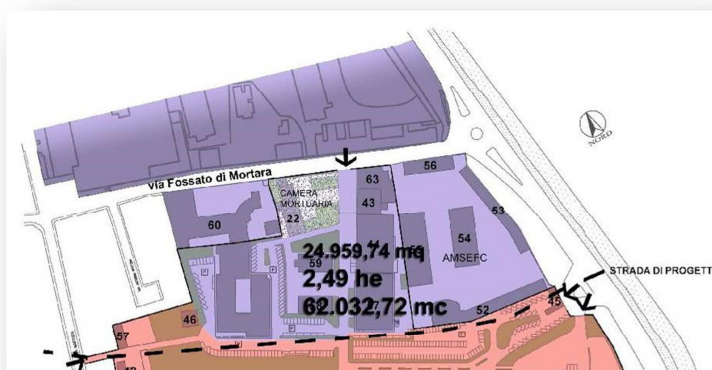 NORD
via Fossato di Mortara
56
63
CAMERA
MORTUARIA
43
22
53
60
54
24.959,74 mq
59
AMSEFC
2,49 he
STRADA DI PROGETT
62.032,72 mc
52
45
46
57